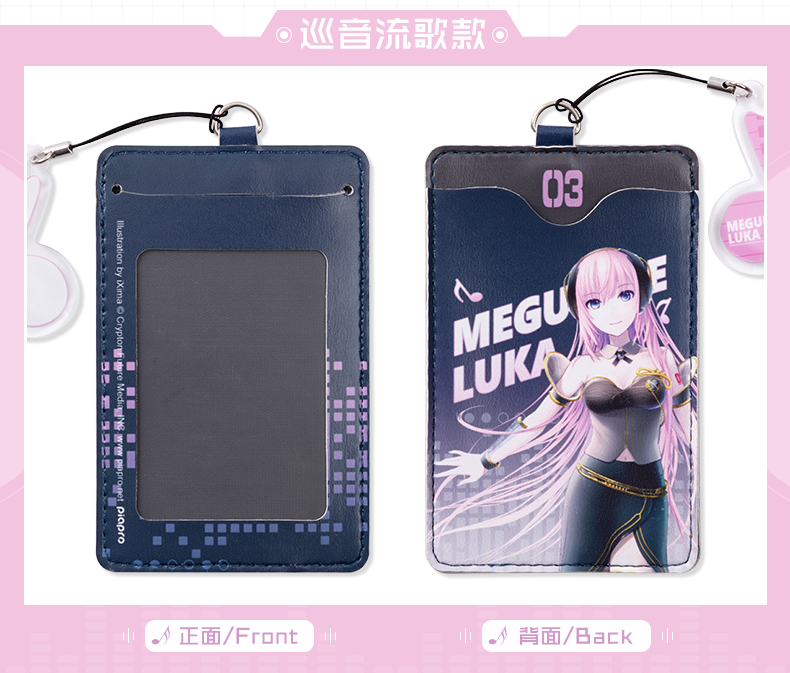 巡音流歌款
Illustration by iXima © Crypton Future Media, INC. www.piapro.net piapro
03
MEGU E
LUKA
MEGU
LUKA
正面/Front
背面/Back